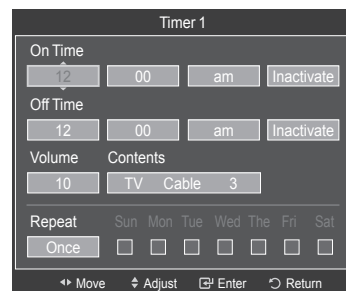 Timer 1
On Time
12 00 am Inactivate
Off Time
12 00 am Inactivate
Volume Contents
10 TV Cable 3
Repeat Sun Mon Tue Wed The Fri Sat
Once
Move Adjust Enter Return